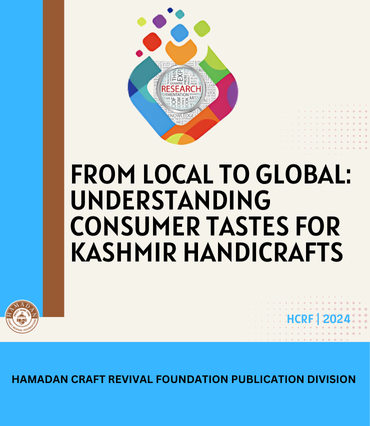 RESEARCH
FROM LOCAL TO GLOBAL:
UNDERSTANDING
CONSUMER TASTES FOR
KASHMIR HANDICRAFTS
HCRF | 2024
HAMADAN
HAMADAN CRAFT REVIVAL FOUNDATION PUBLICATION DIVISION